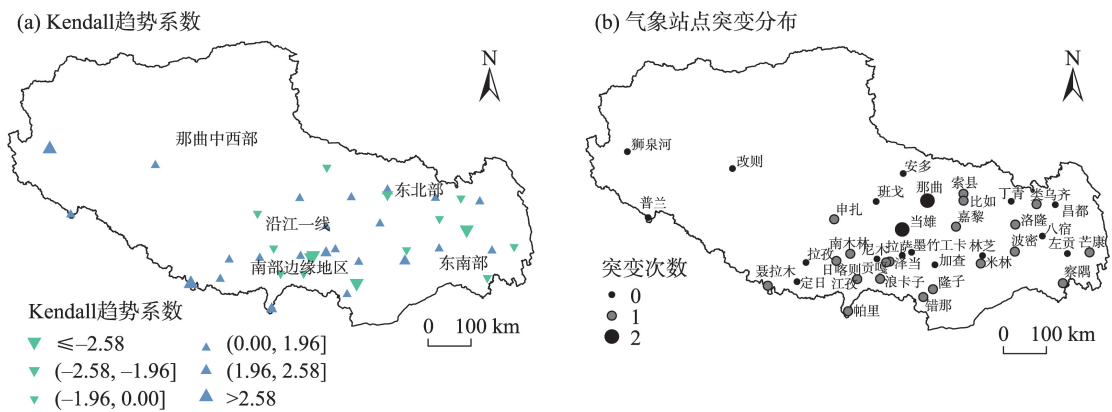 (a) Kendall趋势系数
N
那曲中西部
东北部
沿江一线
南部边缘地区
东南部
Kendall趋势系数
≤–2.58
(–2.58, –1.96]
(–1.96, 0.00]
(0.00, 1.96]
(1.96, 2.58]
>2.58
0 100 km
(b) 气象站点突变分布
N
狮泉河
改则
普兰
安多
班戈
那曲
索县
比如
丁青
类乌齐
昌都
申扎
当雄
嘉黎
洛隆
八宿
南木林
尼木
拉萨
墨竹工卡
林芝
波密
左贡
芒康
拉孜
日喀则
贡嘎
泽当
加查
米林
聂拉木
定日
江孜
浪卡子
隆子
察隅
错那
帕里
突变次数
0
1
2
0 100 km